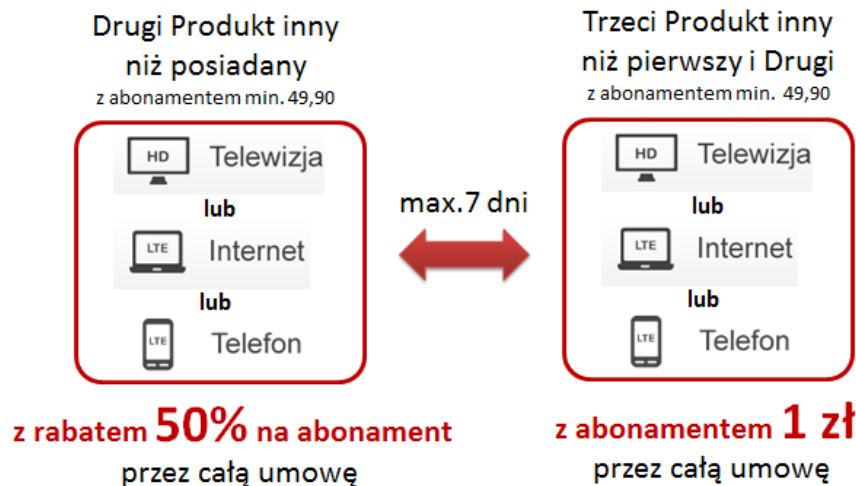 Drugi Produkt inny
niż posiadany
z abonamentem min. 49,90
HD Telewizja
lub
LTE Internet
lub
LTE Telefon
z rabatem 50% na abonament
przez całą umowę
max.7 dni
Trzeci Produkt inny
niż pierwszy i Drugi
z abonamentem min. 49,90
HD Telewizja
lub
LTE Internet
lub
LTE Telefon
z abonamentem 1 zł
przez całą umowę